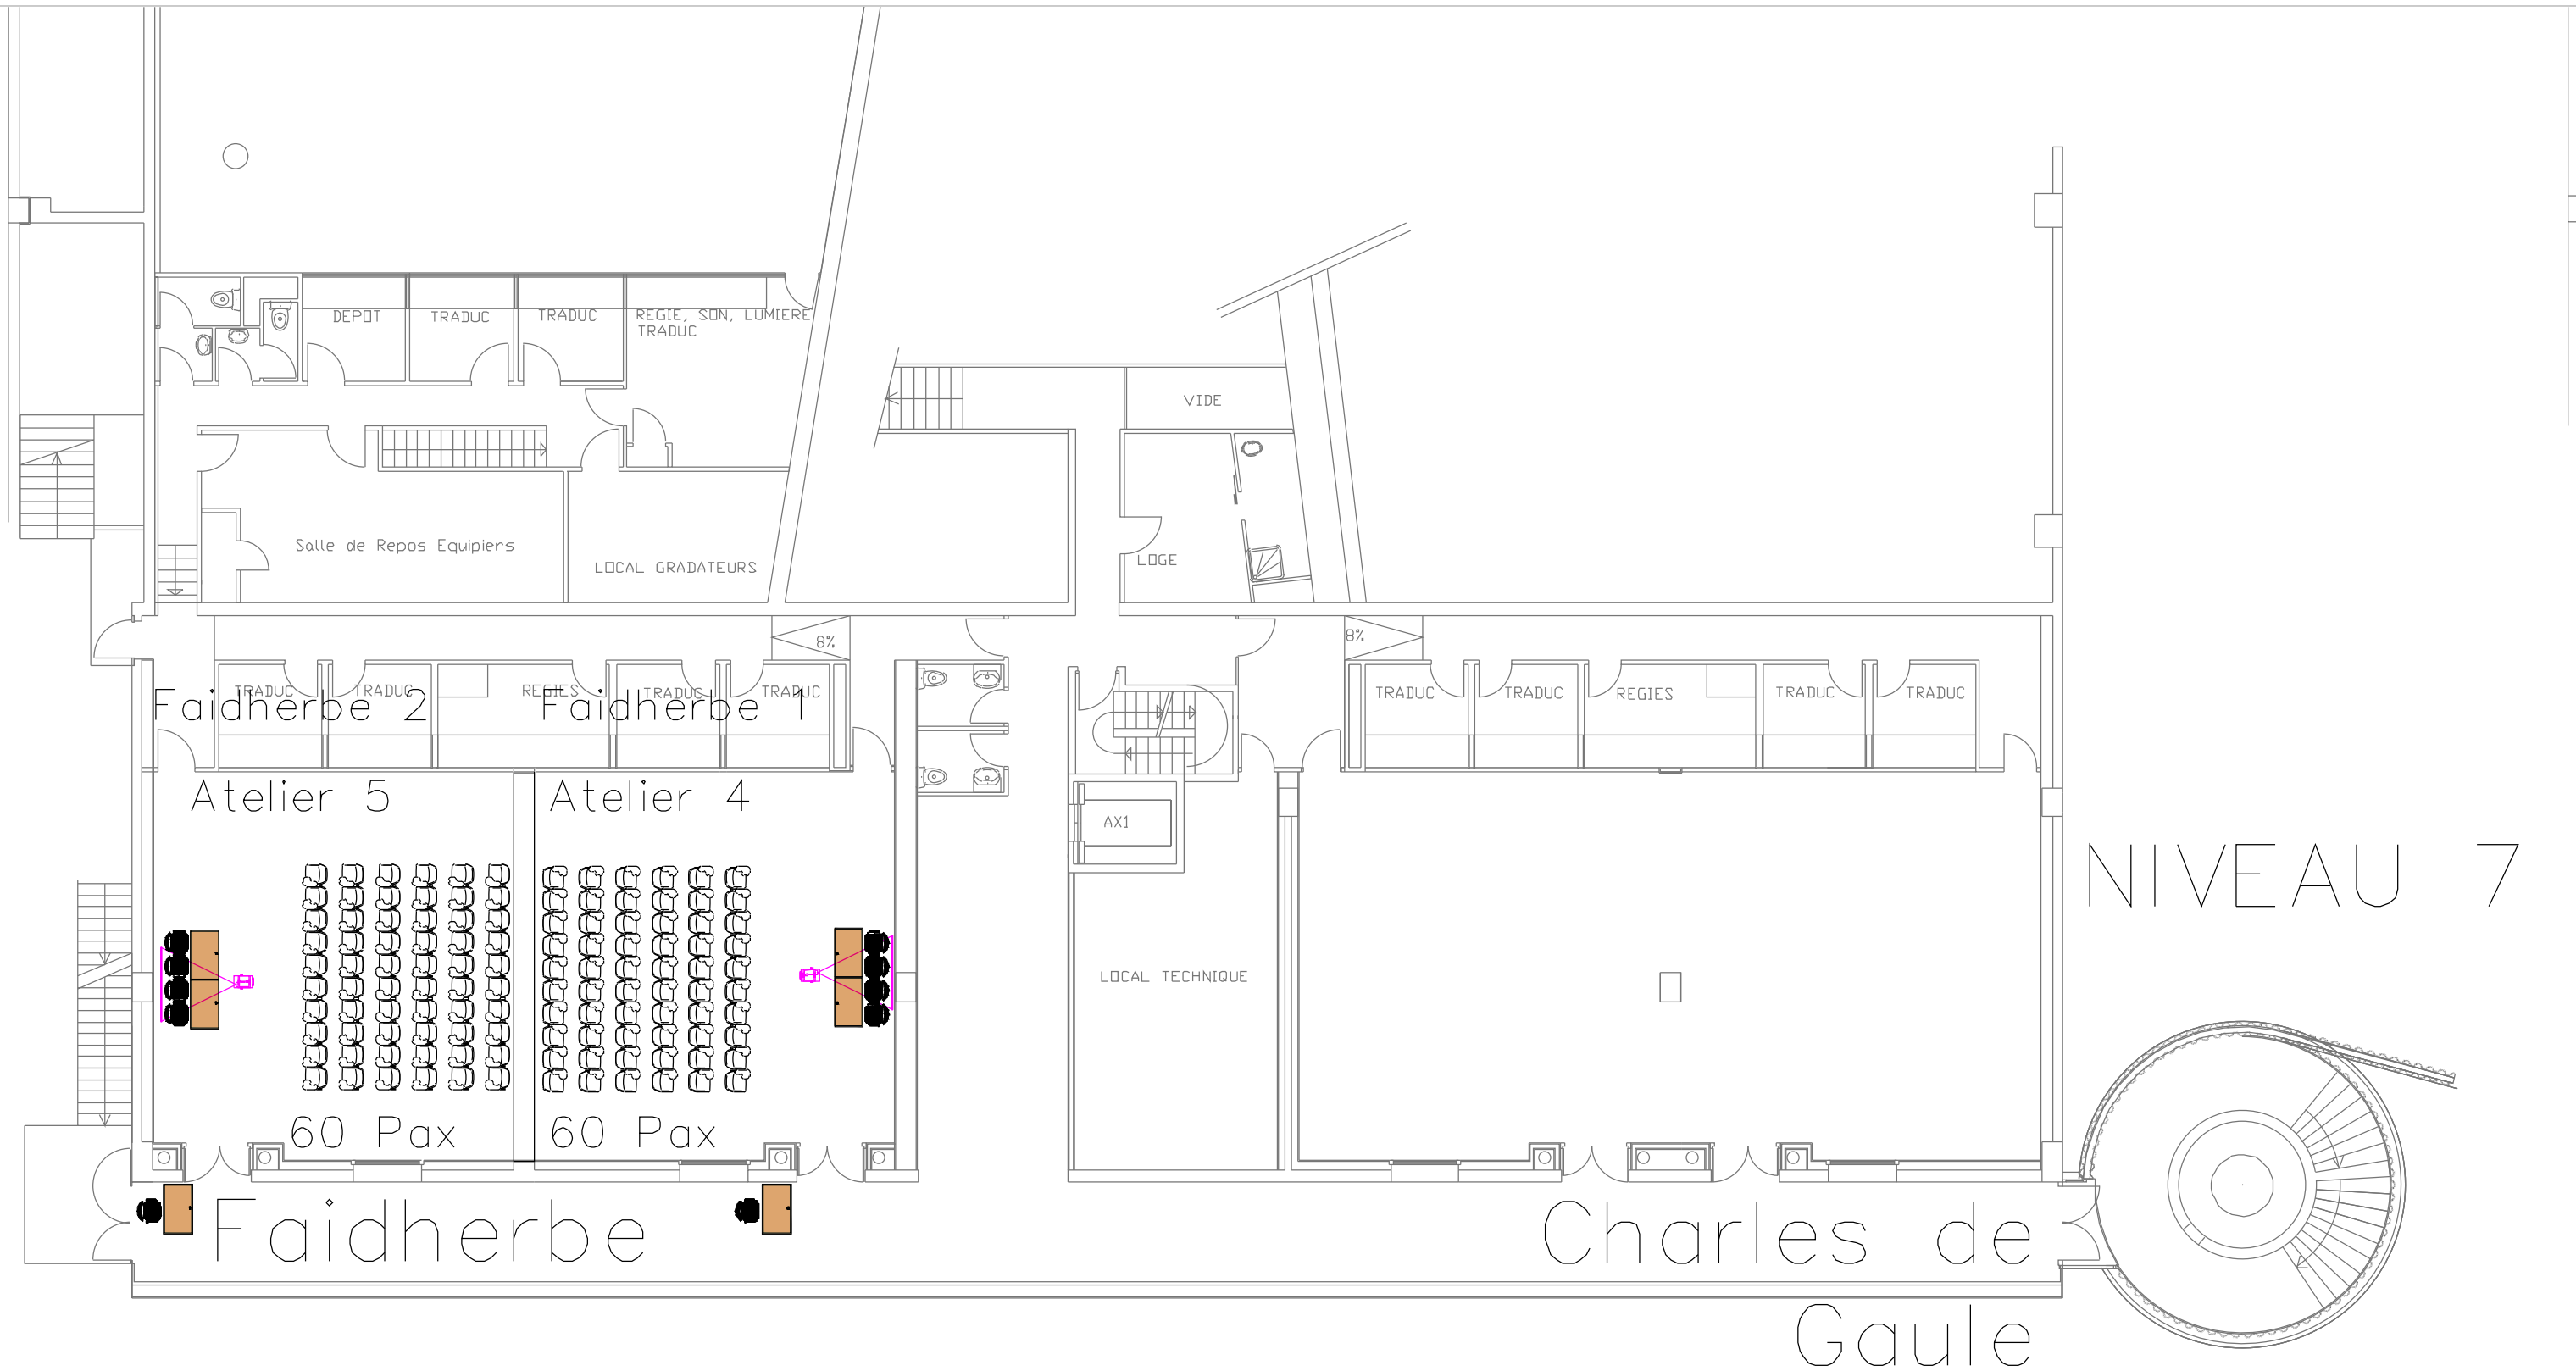 DEPOT
TRADUC
TRADUC
REGIE, SON, LUMIERE
TRADUC
VIDE
Salle de Repos Equipiers
LOCAL GRADATEURS
LOGE
8%
8%
TRADUC
TRADUC
REGIES
TRADUC
TRADUC
TRADUC
TRADUC
REGIES
TRADUC
TRADUC
Faidherbe 2
Faidherbe 1
Atelier 5
Atelier 4
AX1
NIVEAU 7
LOCAL TECHNIQUE
60 Pax
60 Pax
Faidherbe
Charles de
Gaule